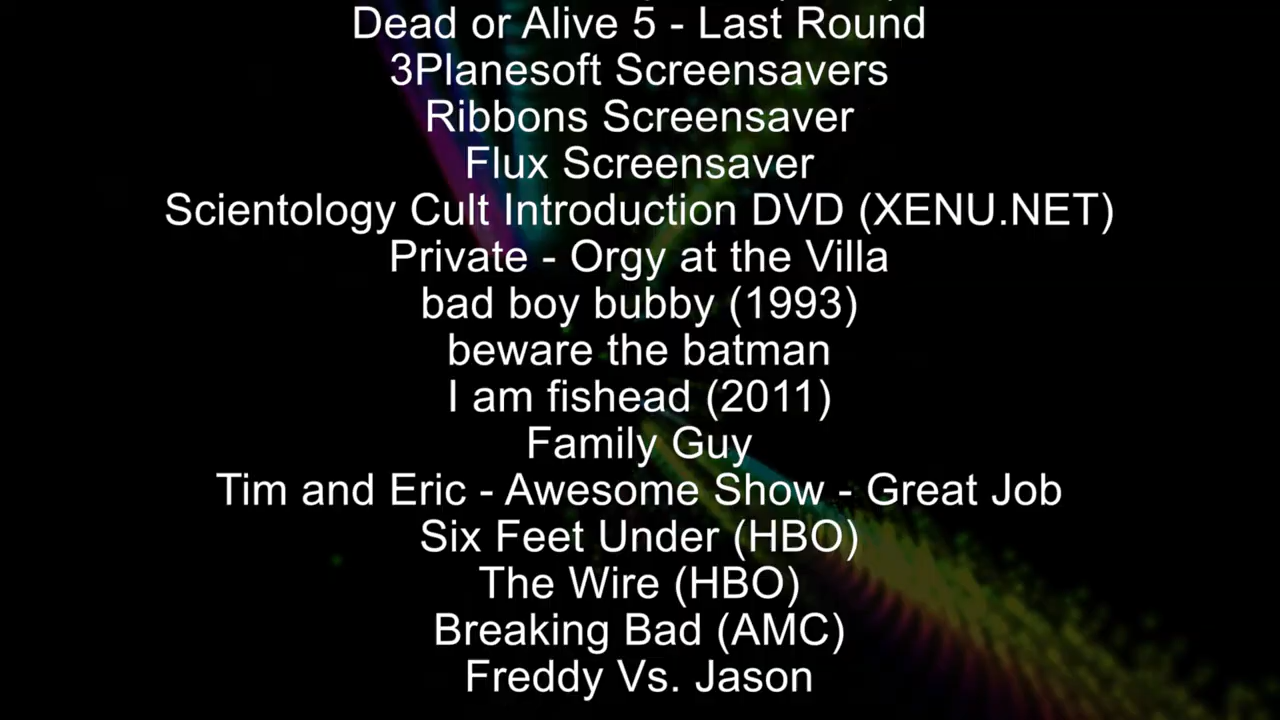 Dead or Alive 5 - Last Round
3Planesoft Screensavers
Ribbons Screensaver
Flux Screensaver
Scientology Cult Introduction DVD (XENU.NET)
Private - Orgy at the Villa
bad boy bubby (1993)
beware the batman
I am fishead (2011)
Family Guy
Tim and Eric - Awesome Show - Great Job
Six Feet Under (HBO)
The Wire (HBO)
Breaking Bad (AMC)
Freddy Vs. Jason